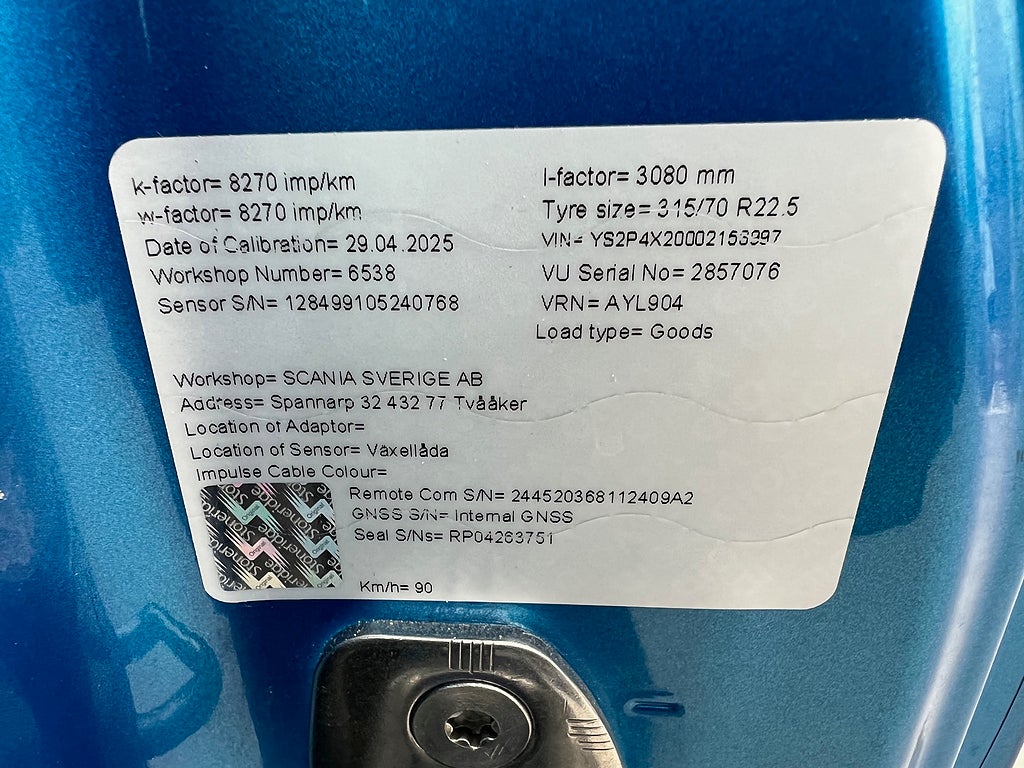 k-factor= 8270 imp/km
w-factor= 8270 imp/km
Date of Calibration= 29.04.2025
Workshop Number= 6538
Sensor S/N= 128499105240768
l-factor= 3080 mm
Tyre size= 315/70 R22.5
VIN=
VU Serial No= 2857076
VRN= AYL904
Load type= Goods
Workshop= SCANIA SVERIGE AB
Address= Spannarp 32 432 77 Tvååker
Location of Adaptor=
Location of Sensor= Växellåda
Impulse Cable Colour=
Remote Com S/N= 244520368112409A2
GNSS S/N= Internal GNSS
Seal S/Ns= RP04263751
Km/h= 90
Stoneridge
Original